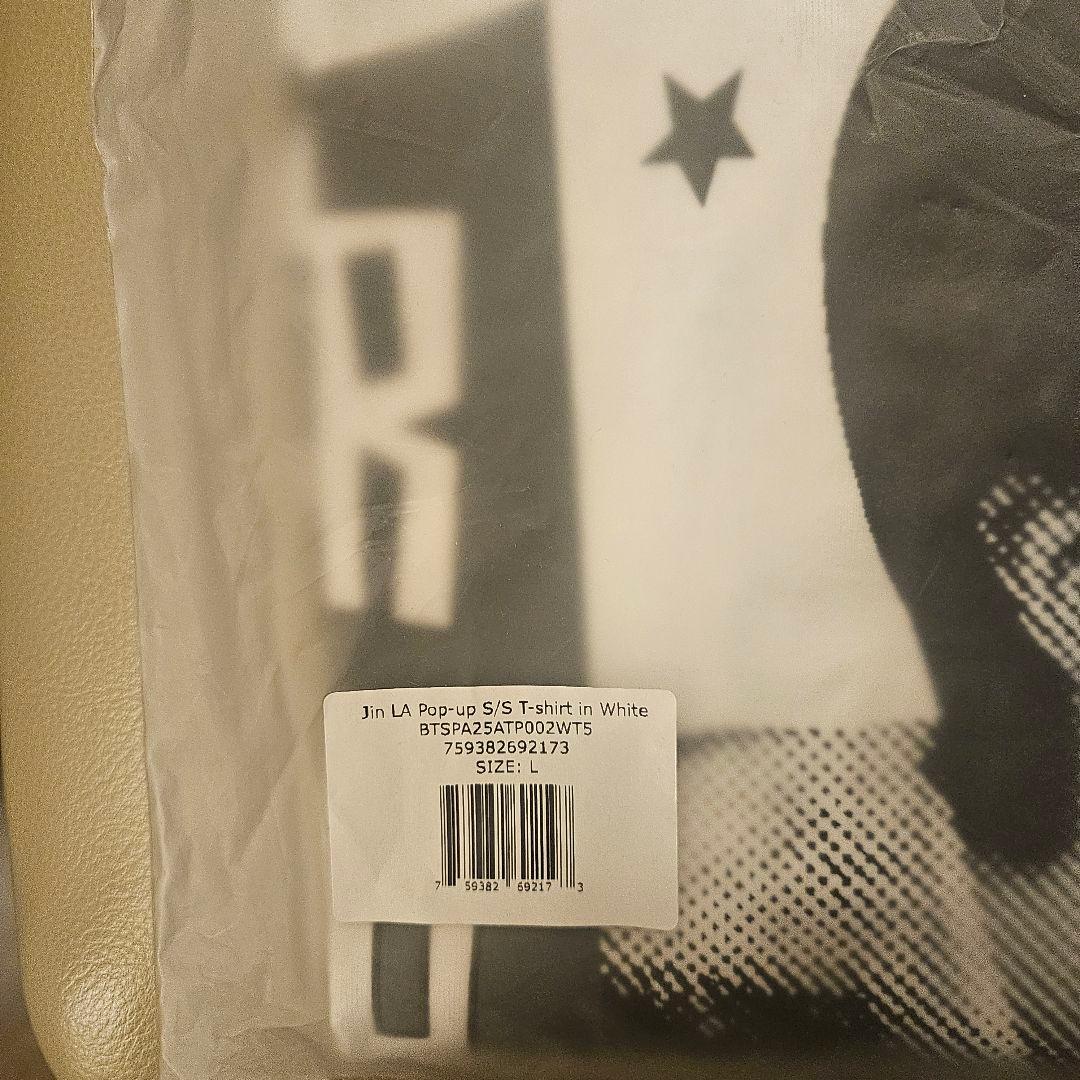 R
Jin LA Pop-up S/S T-shirt in White
BTSPA25ATP002WT5
759382692173
SIZE: L
7 59382 69217 3